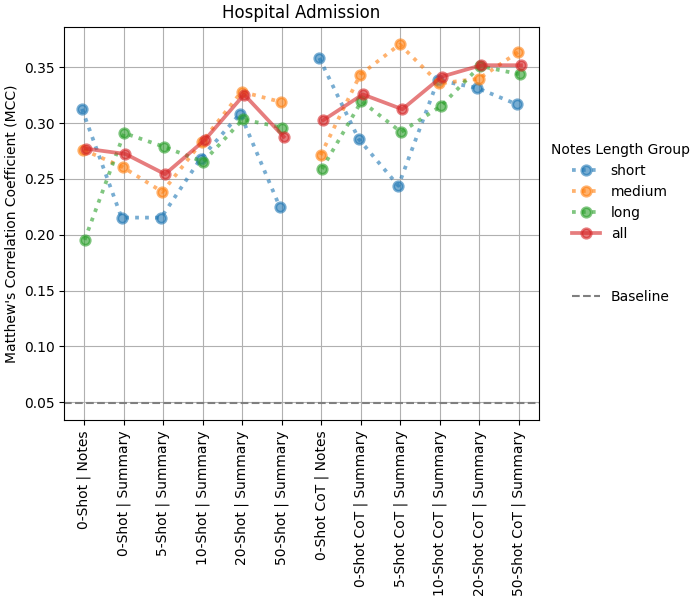 Hospital Admission
Matthew's Correlation Coefficient (MCC)
0.35
0.30
0.25
0.20
0.15
0.10
0.05
0-Shot | Notes
0-Shot | Summary
5-Shot | Summary
10-Shot | Summary
20-Shot | Summary
50-Shot | Summary
0-Shot CoT | Notes
0-Shot CoT | Summary
5-Shot CoT | Summary
10-Shot CoT | Summary
20-Shot CoT | Summary
50-Shot CoT | Summary
Notes Length Group
short
medium
long
all
Baseline